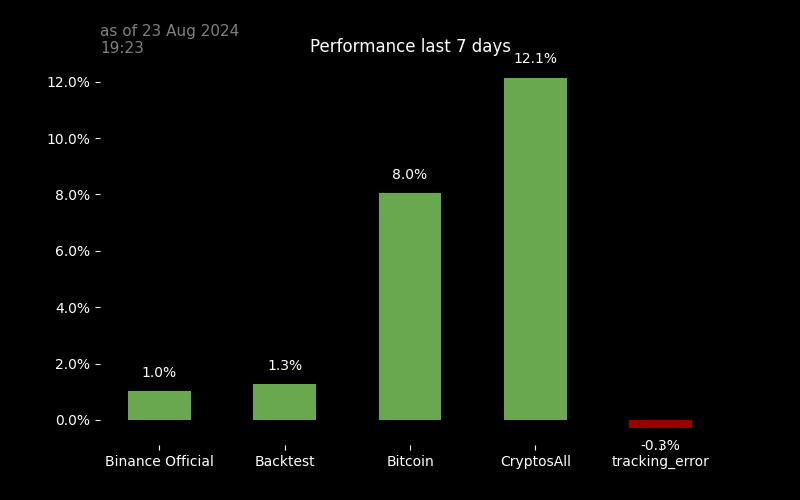 as of 23 Aug 2024
19:23
Performance last 7 days
12.1%
12.0%
10.0%
8.0%
8.0%
6.0%
4.0%
2.0%
1.3%
1.0%
0.0%
-0.3%
Binance Official
Backtest
Bitcoin
CryptosAll
tracking_error